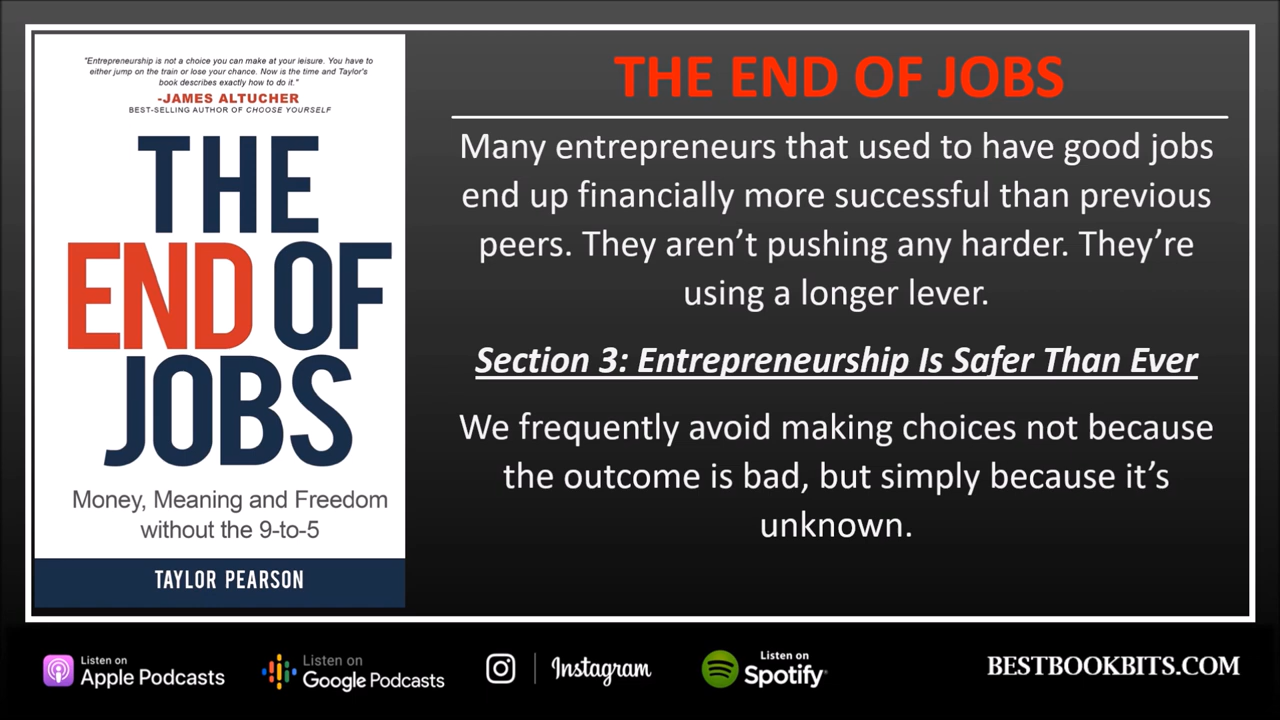 "Entrepreneurship is not a choice you can make at your leisure. You have to
either jump on the train or lose your chance. Now is the time and Taylor's
book describes exactly how to do it."
-JAMES ALTUCHER
BEST-SELLING AUTHOR OF CHOOSE YOURSELF
THE
END OF
JOBS
Money, Meaning and Freedom
without the 9-to-5
TAYLOR PEARSON
THE END OF JOBS
Many entrepreneurs that used to have good jobs
end up financially more successful than previous
peers. They aren't pushing any harder. They're
using a longer lever.
Section 3: Entrepreneurship Is Safer Than Ever
We frequently avoid making choices not because
the outcome is bad, but simply because it's
unknown.
Listen on
Apple Podcasts
Listen on
Google Podcasts
Instagram
Listen on
Spotify
BESTBOOKBITS.COM